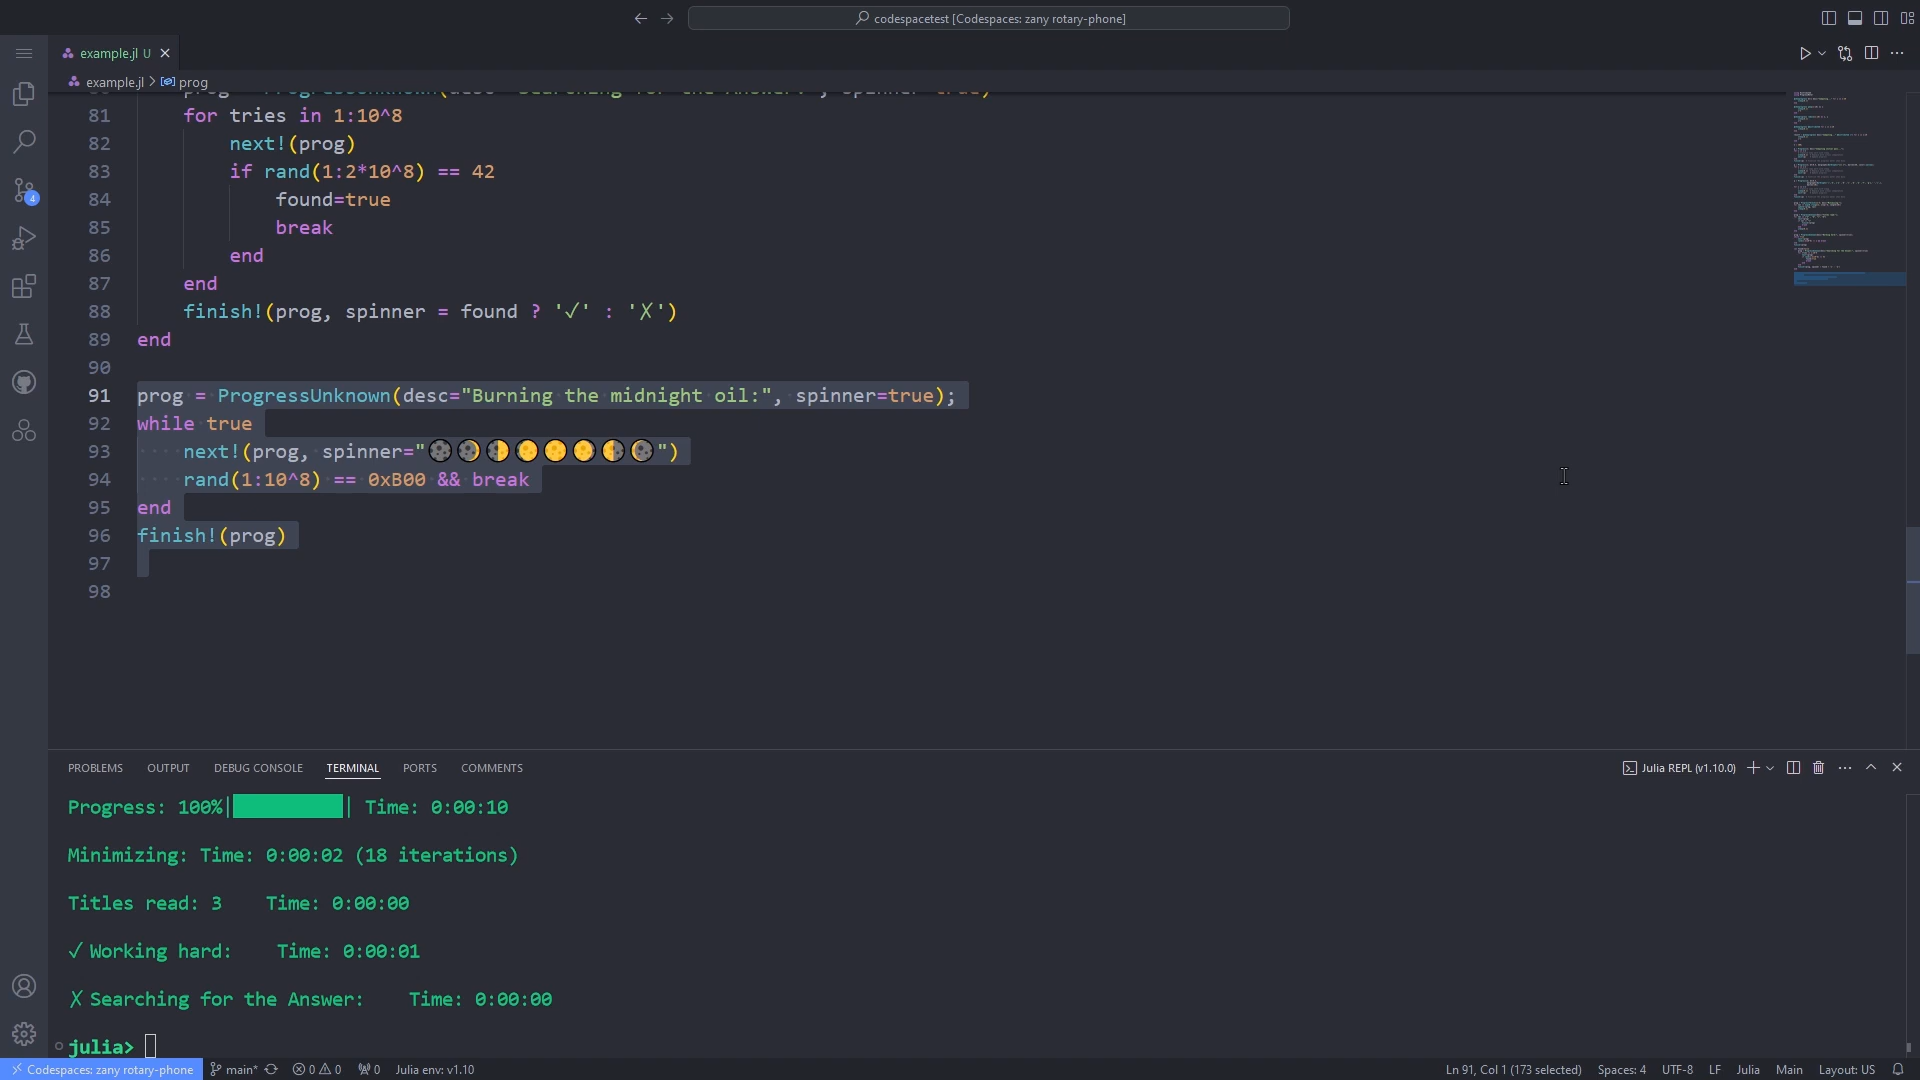 codespacetest [Codespaces: zany rotary-phone]
example.jl U
example.jl > prog
81 for tries in 1:10^8
82 next!(prog)
83 if rand(1:2*10^8) == 42
84 found=true
85 break
86 end
87 end
88 finish!(prog, spinner = found ? '✓' : '✗')
89 end
90
91 prog = ProgressUnknown(desc="Burning the midnight oil:", spinner=true);
92 while true
93 next!(prog, spinner="🌑🌒🌓🌔🌕🌖🌗🌘")
94 rand(1:10^8) == 0xB00 && break
95 end
96 finish!(prog)
97
98
4
PROBLEMS OUTPUT DEBUG CONSOLE TERMINAL PORTS COMMENTS
Julia REPL (v1.10.0)
Progress: 100%| | Time: 0:00:10
Minimizing: Time: 0:00:02 (18 iterations)
Titles read: 3 Time: 0:00:00
✓ Working hard: Time: 0:00:01
✗ Searching for the Answer: Time: 0:00:00
julia>
Codespaces: zany rotary-phone main* 0 0 0 Julia env: v1.10 Ln 91, Col 1 (173 selected) Spaces: 4 UTF-8 LF Julia Main Layout: US